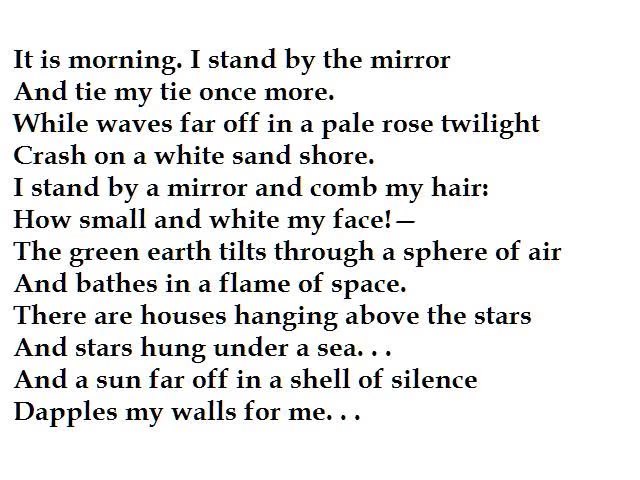 It is morning. I stand by the mirror
And tie my tie once more.
While waves far off in a pale rose twilight
Crash on a white sand shore.
I stand by a mirror and comb my hair:
How small and white my face!—
The green earth tilts through a sphere of air
And bathes in a flame of space.
There are houses hanging above the stars
And stars hung under a sea. . .
And a sun far off in a shell of silence
Dapples my walls for me. . .